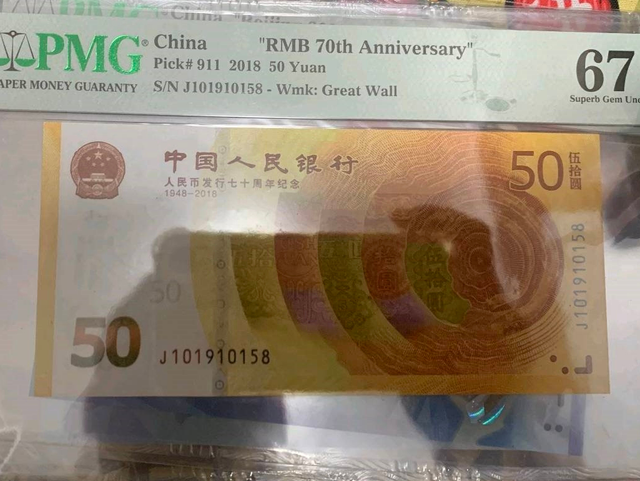 PMG
PAPER MONEY GUARANTY
China "RMB 70th Anniversary"
Pick# 911 2018 50 Yuan
S/N J101910158 - Wmk: Great Wall
67
Superb Gem Unc
中国人民银行
人民币发行七十周年纪念
1948-2018
50
伍拾圆
J101910158
50
50
J101910158